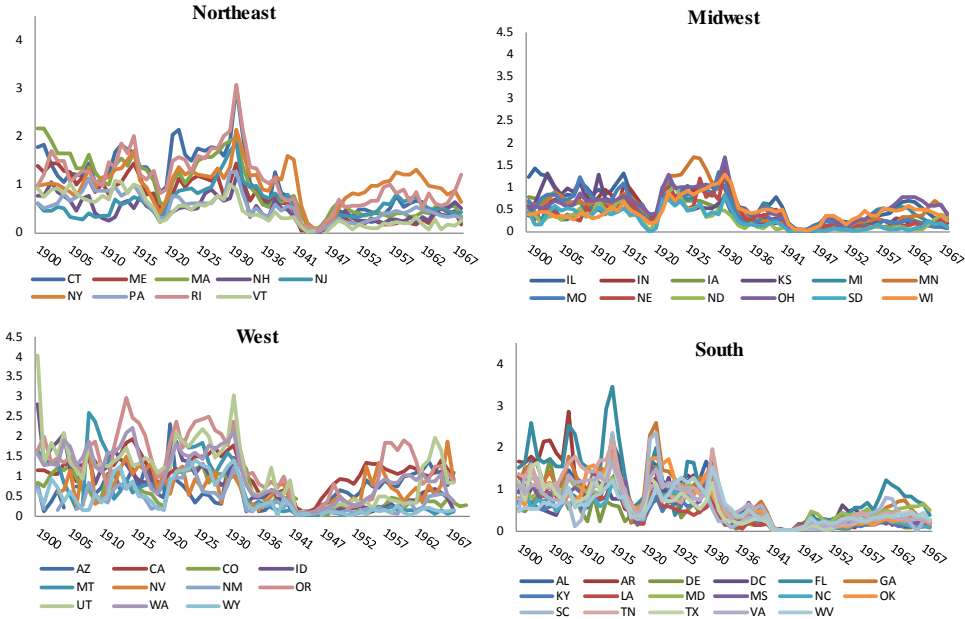 Northeast
4
3
2
1
0
1900 1905 1910 1915 1920 1925 1930 1936 1941 1947 1952 1957 1962 1967
CT ME MA NH NJ
NY PA RI VT
Midwest
4.5
4
3.5
3
2.5
2
1.5
1
0.5
0
1900 1905 1910 1915 1920 1925 1930 1936 1941 1947 1952 1957 1962 1967
IL IN IA KS MI MN
MO NE ND OH SD WI
West
4.5
4
3.5
3
2.5
2
1.5
1
0.5
0
1900 1905 1910 1915 1920 1925 1930 1936 1941 1947 1952 1957 1962 1967
AZ CA CO ID
MT NV NM OR
UT WA WY
South
4
3
2
1
0
1900 1905 1910 1915 1920 1925 1930 1936 1941 1947 1952 1957 1962 1967
AL AR DE DC FL GA
KY LA MD MS NC OK
SC TN TX VA WV